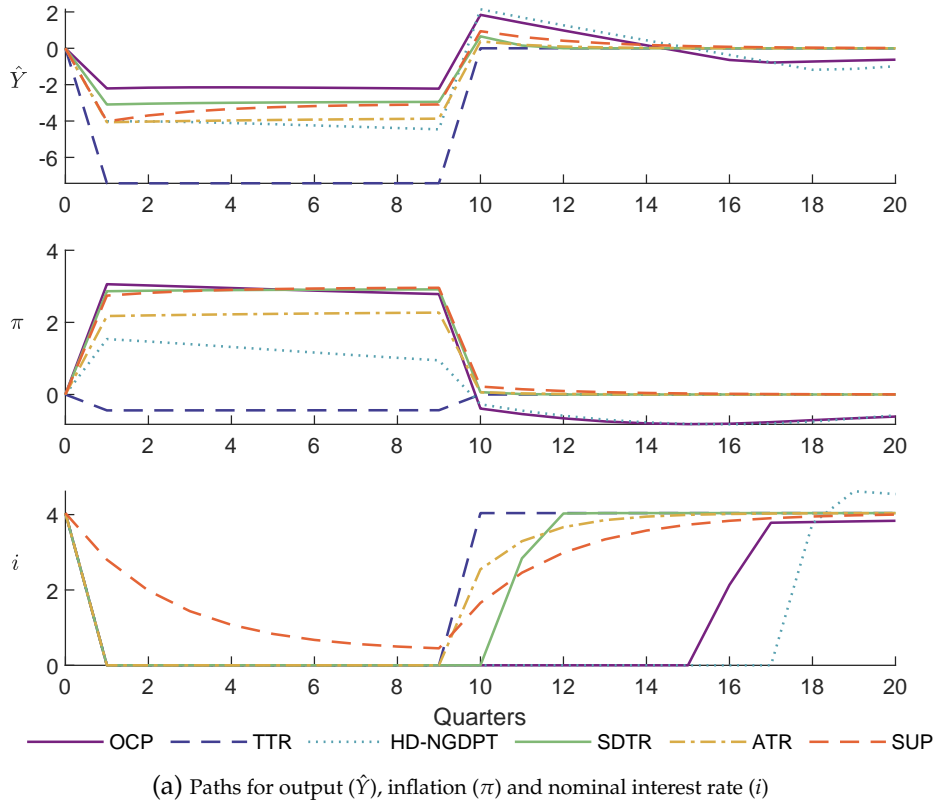 2
0
Ŷ
-2
-4
-6
0 2 4 6 8 10 12 14 16 18 20
4
2
π
0
0 2 4 6 8 10 12 14 16 18 20
4
i
2
0
0 2 4 6 8 10 12 14 16 18 20
Quarters
OCP TTR HD-NGDPT SDTR ATR SUP
(a) Paths for output (Ŷ), inflation (π) and nominal interest rate (i)